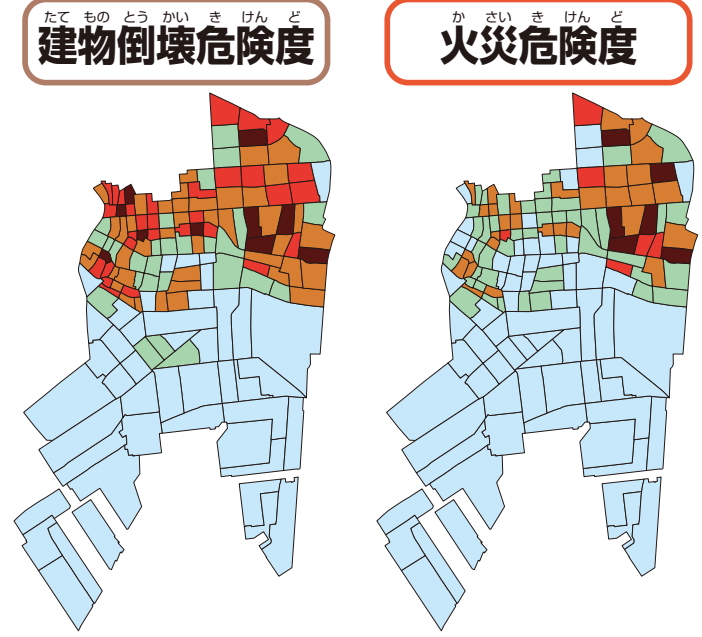 たて もの とう かい き けん ど
建物倒壊危険度
か さい き けん ど
火災危険度